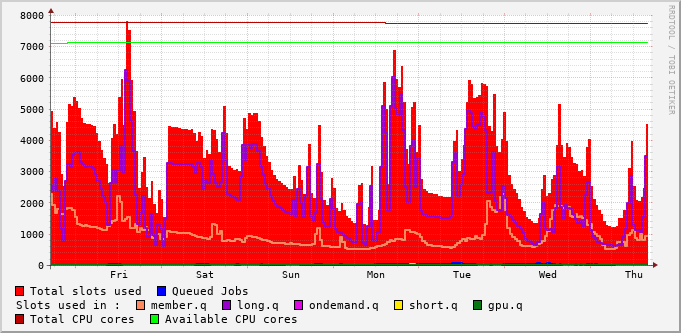 8000
7000
6000
5000
4000
3000
2000
1000
0
Fri Sat Sun Mon Tue Wed Thu
RRDTOOL / TOBI OETIKER
Total slots used Queued Jobs
Slots used in : member.q long.q ondemand.q short.q gpu.q
Total CPU cores Available CPU cores